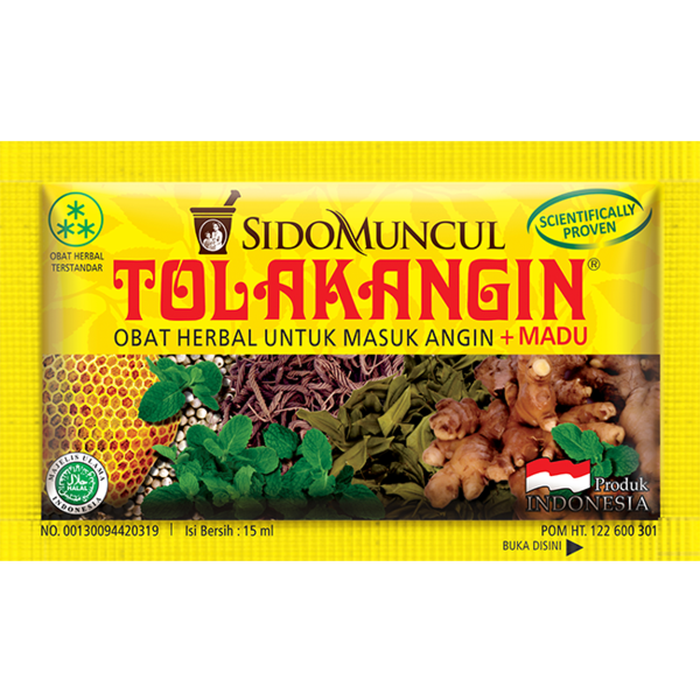 OBAT HERBAL
TERSTANDAR
SIDOMUNCUL
SCIENTIFICALLY
PROVEN
TOLAKANGIN®
OBAT HERBAL UNTUK MASUK ANGIN + MADU
MAJELIS ULAMA
HALAL
INDONESIA
Produk
INDONESIA
NO. 00130094420319 | Isi Bersih : 15 ml
POM HT. 122 600 301
BUKA DISINI